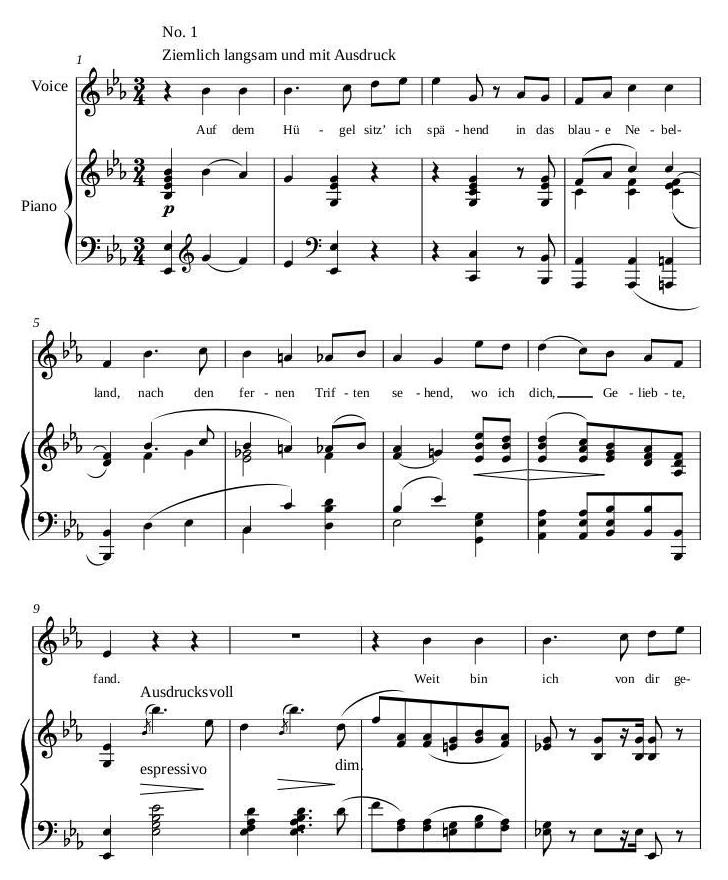 No. 1
Ziemlich langsam und mit Ausdruck
1
Voice
Auf dem Hü - gel sitz' ich spä - hend in das blau - e Ne - bel-
Piano
p
5
land, nach den fer - nen Trif - ten se - hend, wo ich dich, Ge - lieb - te,
9
fand. Weit bin ich von dir ge-
Ausdrucksvoll
espressivo
dim.